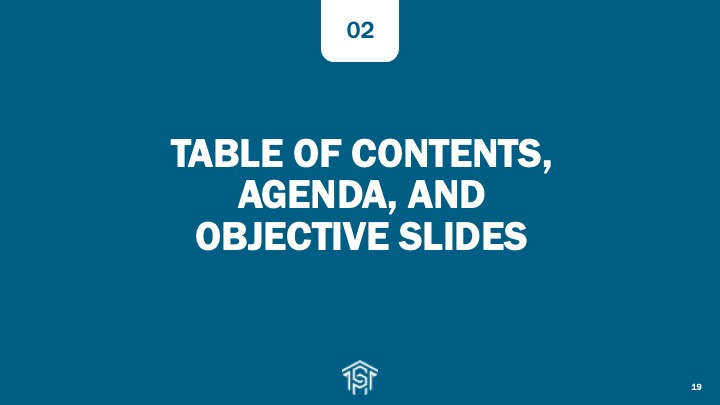 02
TABLE OF CONTENTS,
AGENDA, AND
OBJECTIVE SLIDES
19